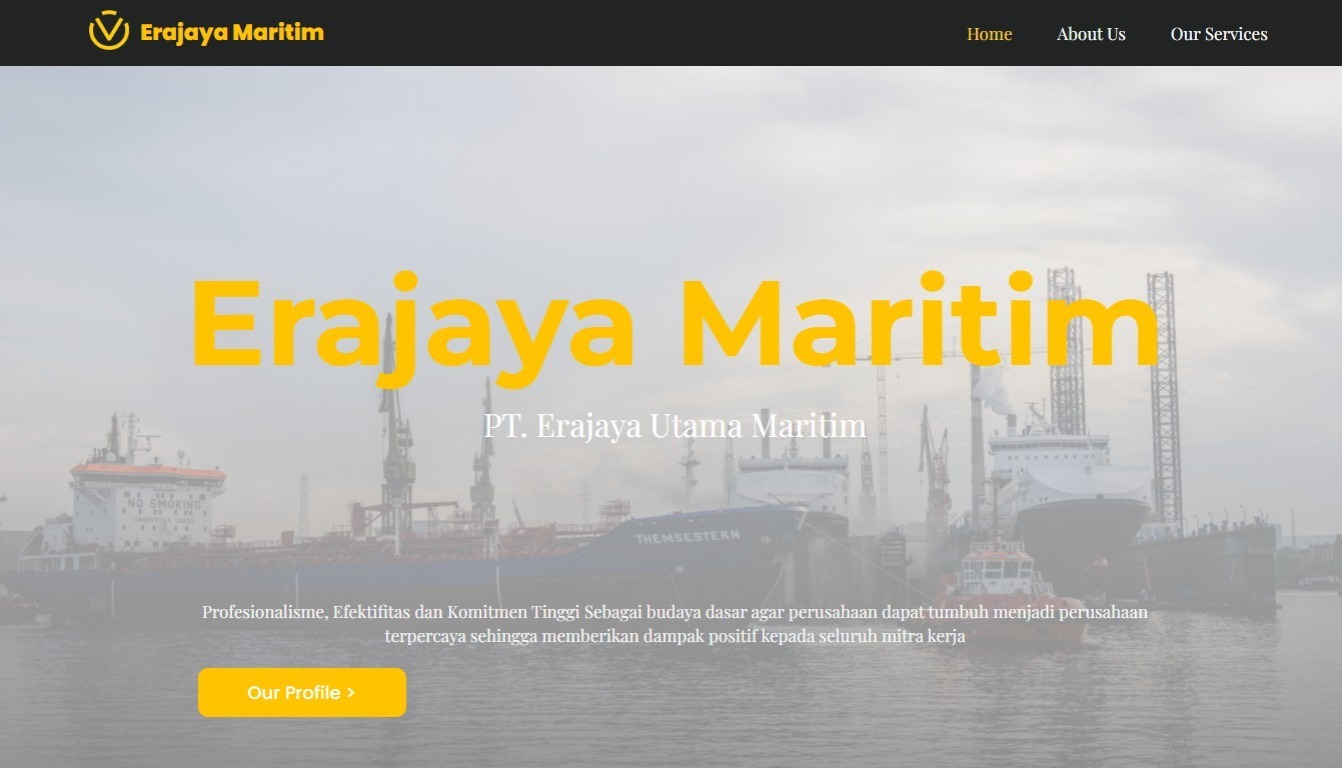 Erajaya Maritim
Home
About Us
Our Services
Erajaya Maritim
PT. Erajaya Utama Maritim
NO SMOKING
DANGEROUS CARGO
THEMSESTERN
Profesionalisme, Efektifitas dan Komitmen Tinggi Sebagai budaya dasar agar perusahaan dapat tumbuh menjadi perusahaan
terpercaya sehingga memberikan dampak positif kepada seluruh mitra kerja
Our Profile >